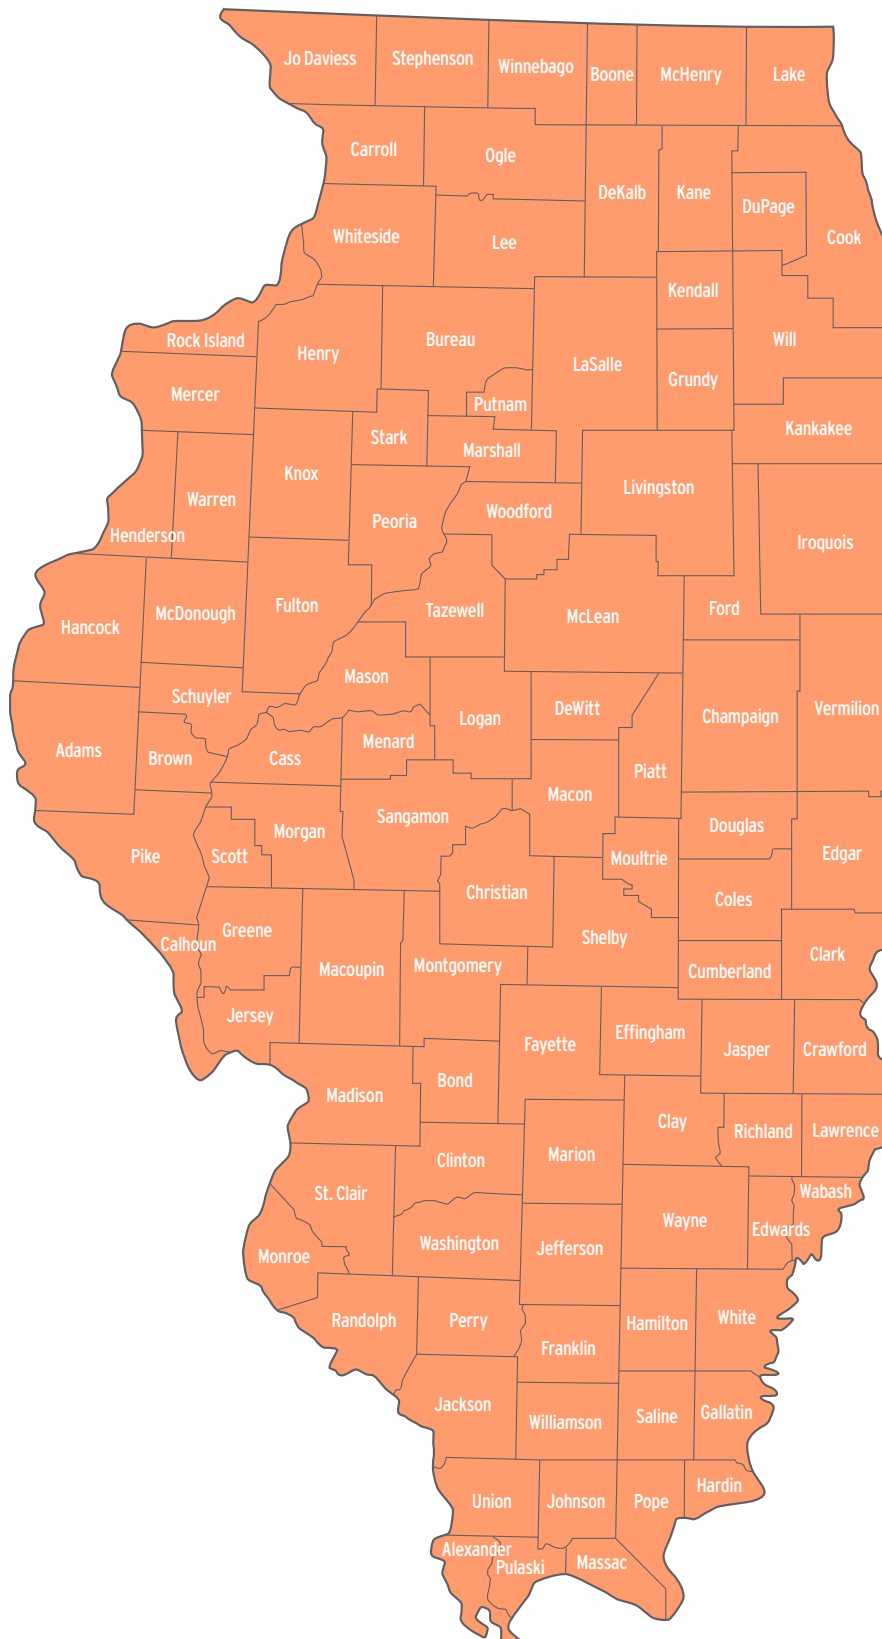 Jo Daviess
Stephenson
Winnebago
Boone
McHenry
Lake
Carroll
Ogle
DeKalb
Kane
DuPage
Cook
Whiteside
Lee
Kendall
Rock Island
Henry
Bureau
LaSalle
Grundy
Will
Mercer
Putnam
Stark
Marshall
Kankakee
Knox
Warren
Henderson
Peoria
Woodford
Livingston
Iroquois
Hancock
McDonough
Fulton
Tazewell
McLean
Ford
Schuyler
Mason
Logan
DeWitt
Champaign
Vermilion
Adams
Brown
Cass
Menard
Piatt
Macon
Pike
Scott
Morgan
Sangamon
Christian
Moultrie
Douglas
Edgar
Coles
Calhoun
Greene
Macoupin
Montgomery
Shelby
Cumberland
Clark
Jersey
Fayette
Effingham
Jasper
Crawford
Madison
Bond
Clay
Richland
Lawrence
Clinton
Marion
St. Clair
Wabash
Monroe
Washington
Jefferson
Wayne
Edwards
Randolph
Perry
Franklin
Hamilton
White
Jackson
Williamson
Saline
Gallatin
Union
Johnson
Pope
Hardin
Alexander
Pulaski
Massac